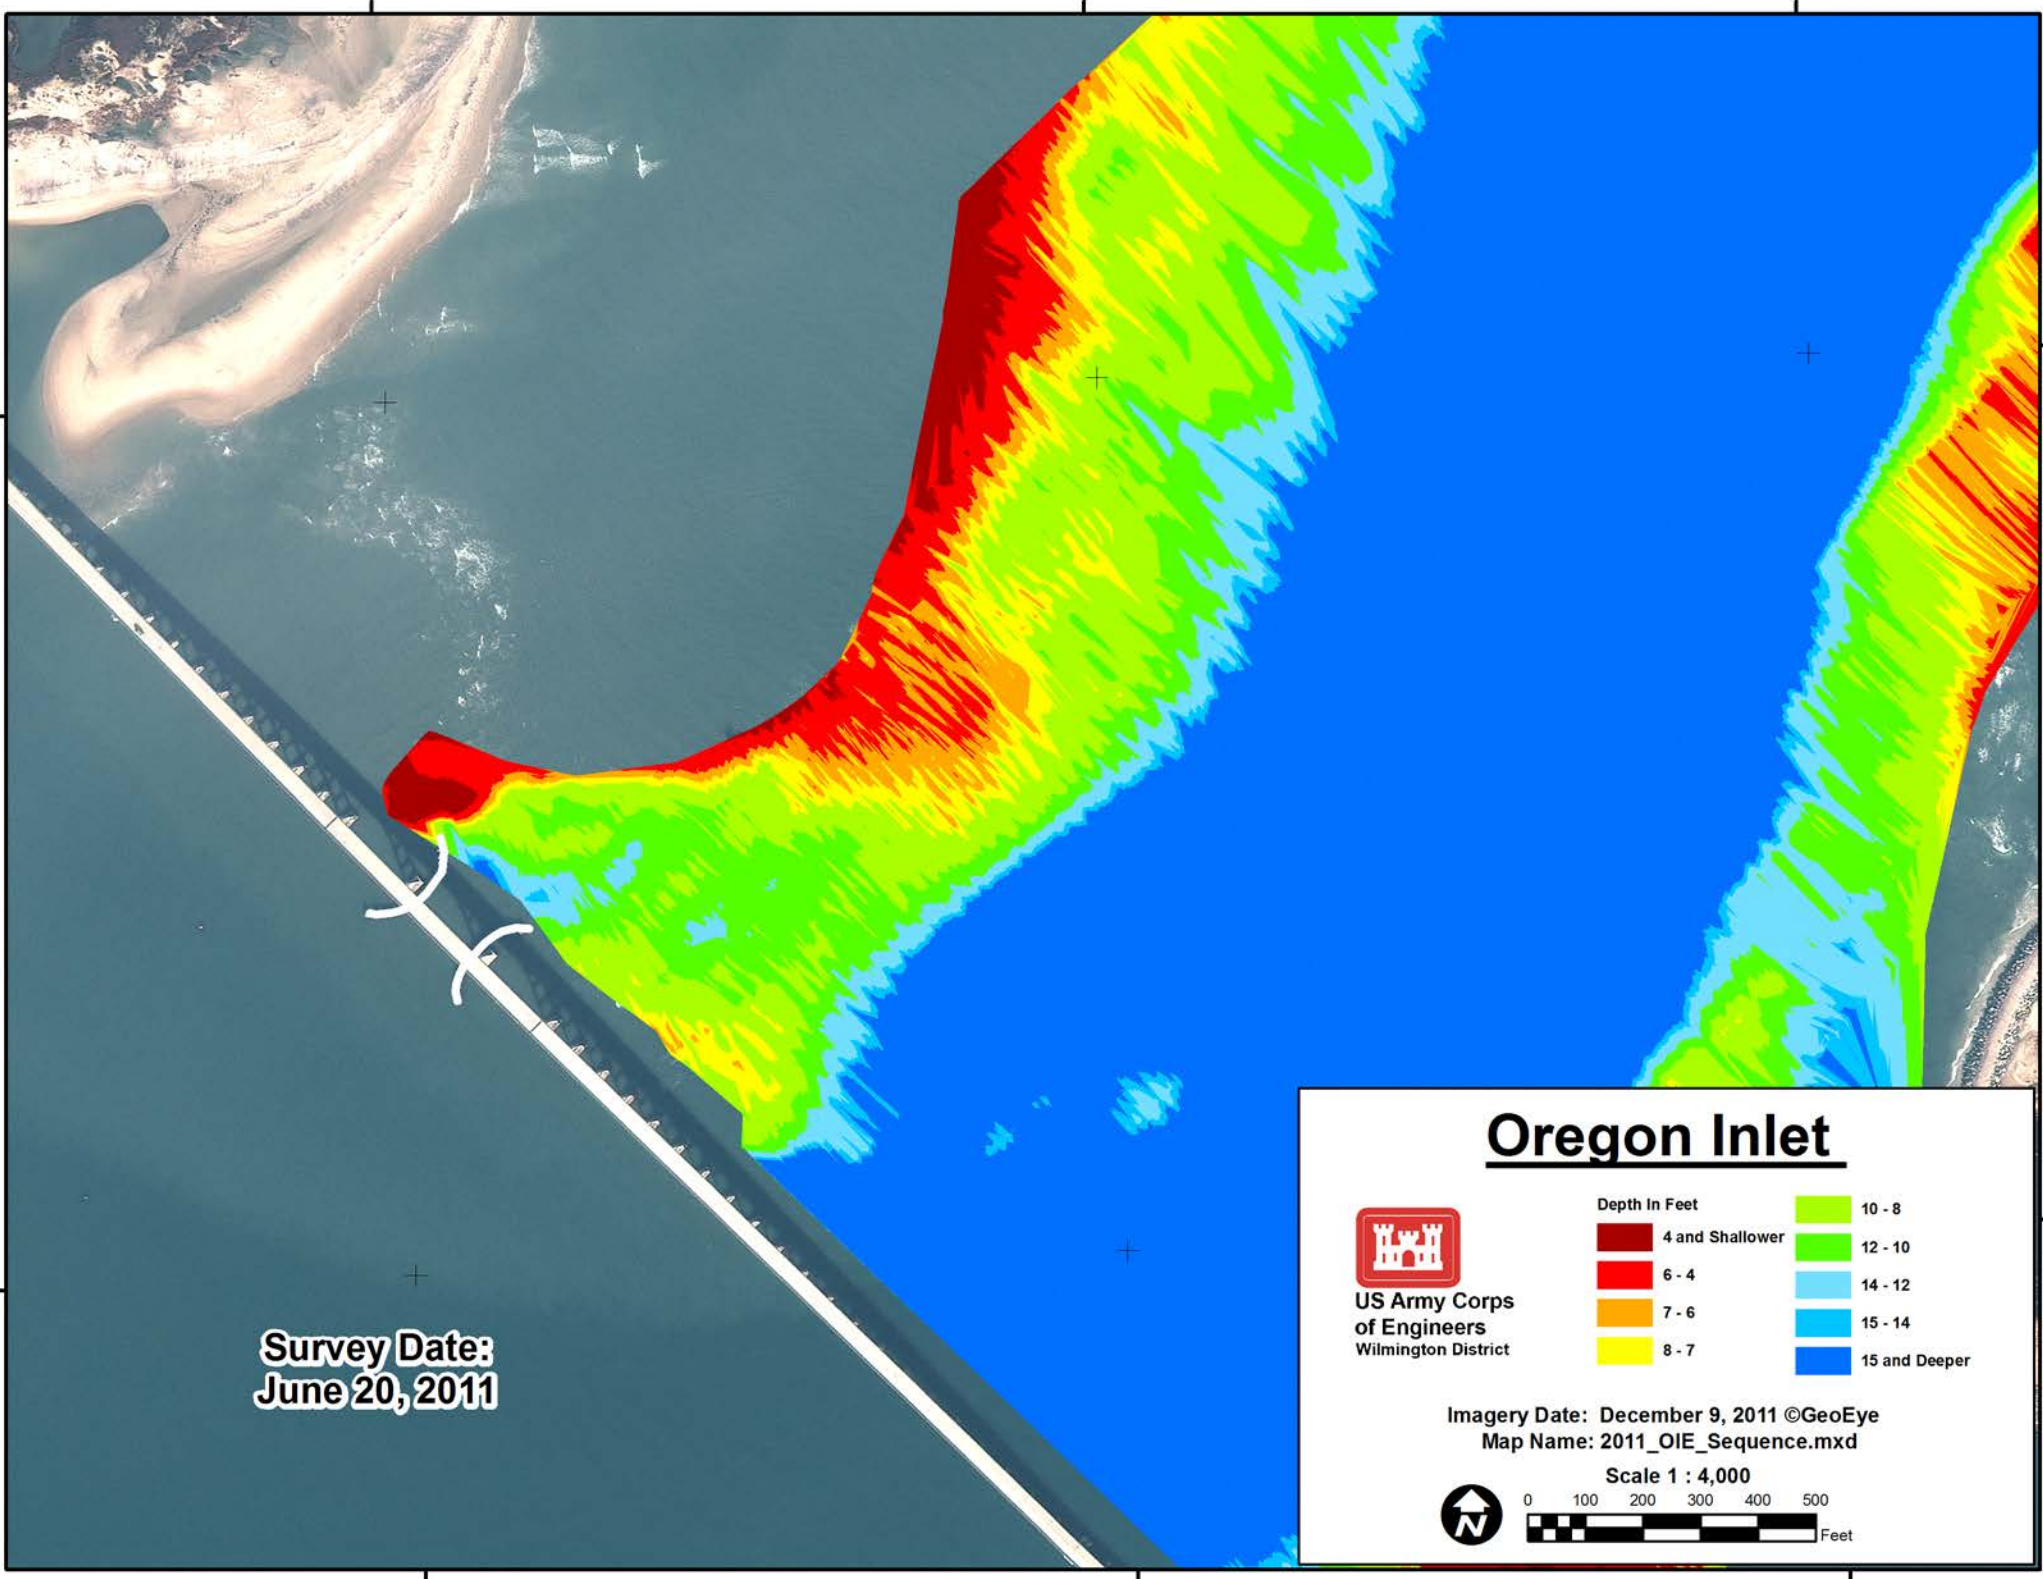 Survey Date:
June 20, 2011
Oregon Inlet
US Army Corps
of Engineers
Wilmington District
Depth In Feet
4 and Shallower
6 - 4
7 - 6
8 - 7
10 - 8
12 - 10
14 - 12
15 - 14
15 and Deeper
Imagery Date: December 9, 2011 ©GeoEye
Map Name: 2011_OIE_Sequence.mxd
Scale 1 : 4,000
N
0 100 200 300 400 500
Feet